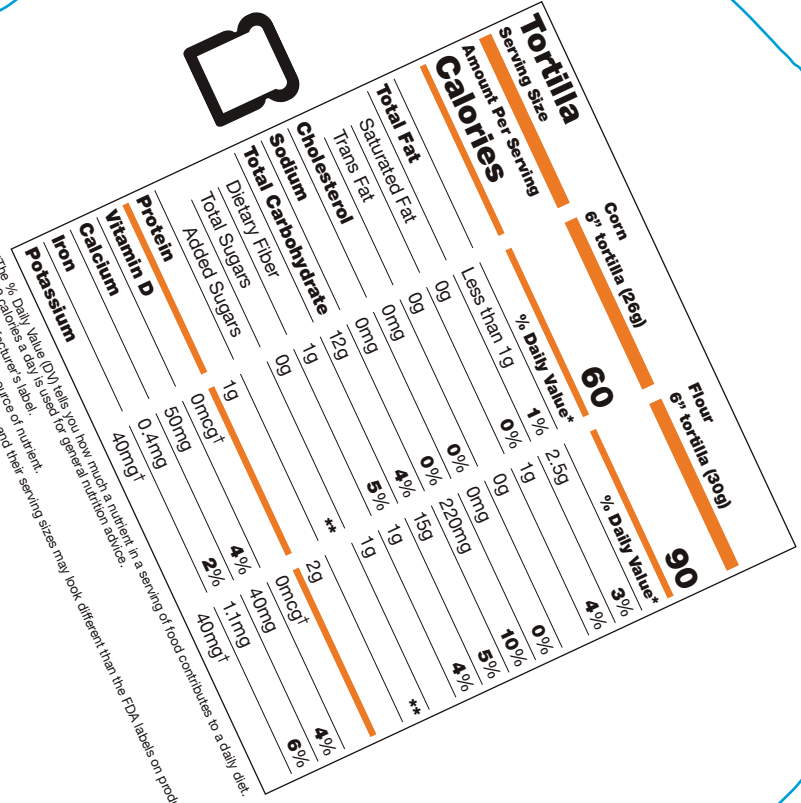 Tortilla
Serving Size
Corn
6” tortilla (26g)
Flour
6” tortilla (30g)
Amount Per Serving
Calories 60 90
% Daily Value* % Daily Value*
Total Fat Less than 1g 1% 2.5g 3%
Saturated Fat 0g 0% 1g 4%
Trans Fat 0g 0g
Cholesterol 0mg 0% 0mg 0%
Sodium 0mg 0% 220mg 10%
Total Carbohydrate 12g 4% 15g 5%
Dietary Fiber 1g 5% 1g 4%
Total Sugars 0g 1g
Added Sugars ** **
Protein 1g 2g
Vitamin D 0mcg† 0mcg†
Calcium 50mg 4% 40mg 4%
Iron 0.4mg 2% 1.1mg 6%
Potassium 40mg† 40mg†
The % Daily Value (DV) tells you how much a nutrient in a serving of food contributes to a daily diet.
calories a day is used for general nutrition advice.
label.
of nutrient.
and their serving sizes may look different than the FDA labels on